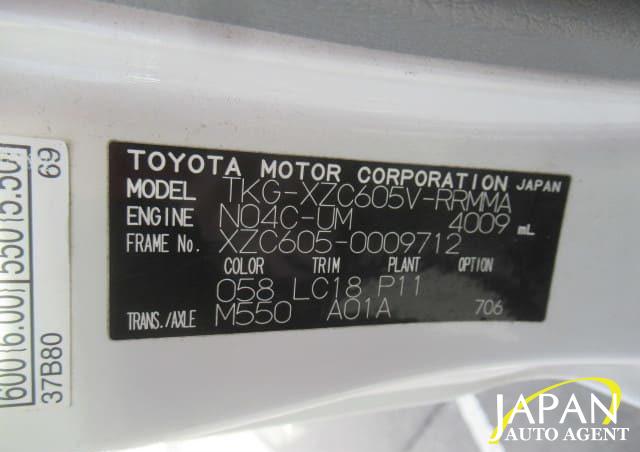 TOYOTA MOTOR CORPORATION JAPAN
MODEL TKG-XZC605V-RRMMA
ENGINE N04C-UM 4009 mL
FRAME No. XZC605-0009712
COLOR TRIM PLANT OPTION
058 LC18 P11
TRANS./AXLE M550 A01A 706
69
37B80
JAPAN
AUTO AGENT